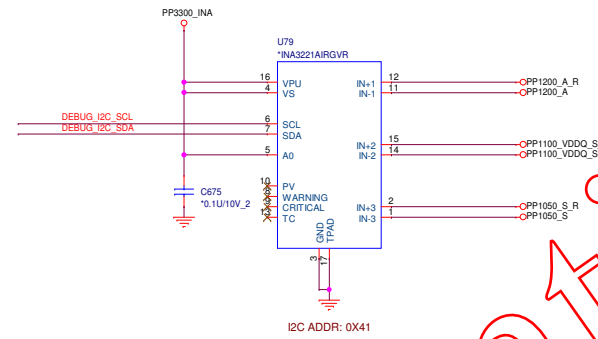 PP3300_INA
U79
*INA3221AIRGVR
16 VPU IN+1 12 PP1200_A_R
4 VS IN-1 11 PP1200_A
DEBUG_I2C_SCL 6 SCL
DEBUG_I2C_SDA 7 SDA
IN+2 15 PP1100_VDDQ_S
5 A0 IN-2 14 PP1100_VDDQ_S
10 PV
C675 WARNING
*0.1U/10V_2 CRITICAL IN+3 2 PP1050_S_R
13 TC IN-3 1 PP1050_S
GND TPAD
3 17
I2C ADDR: 0X41